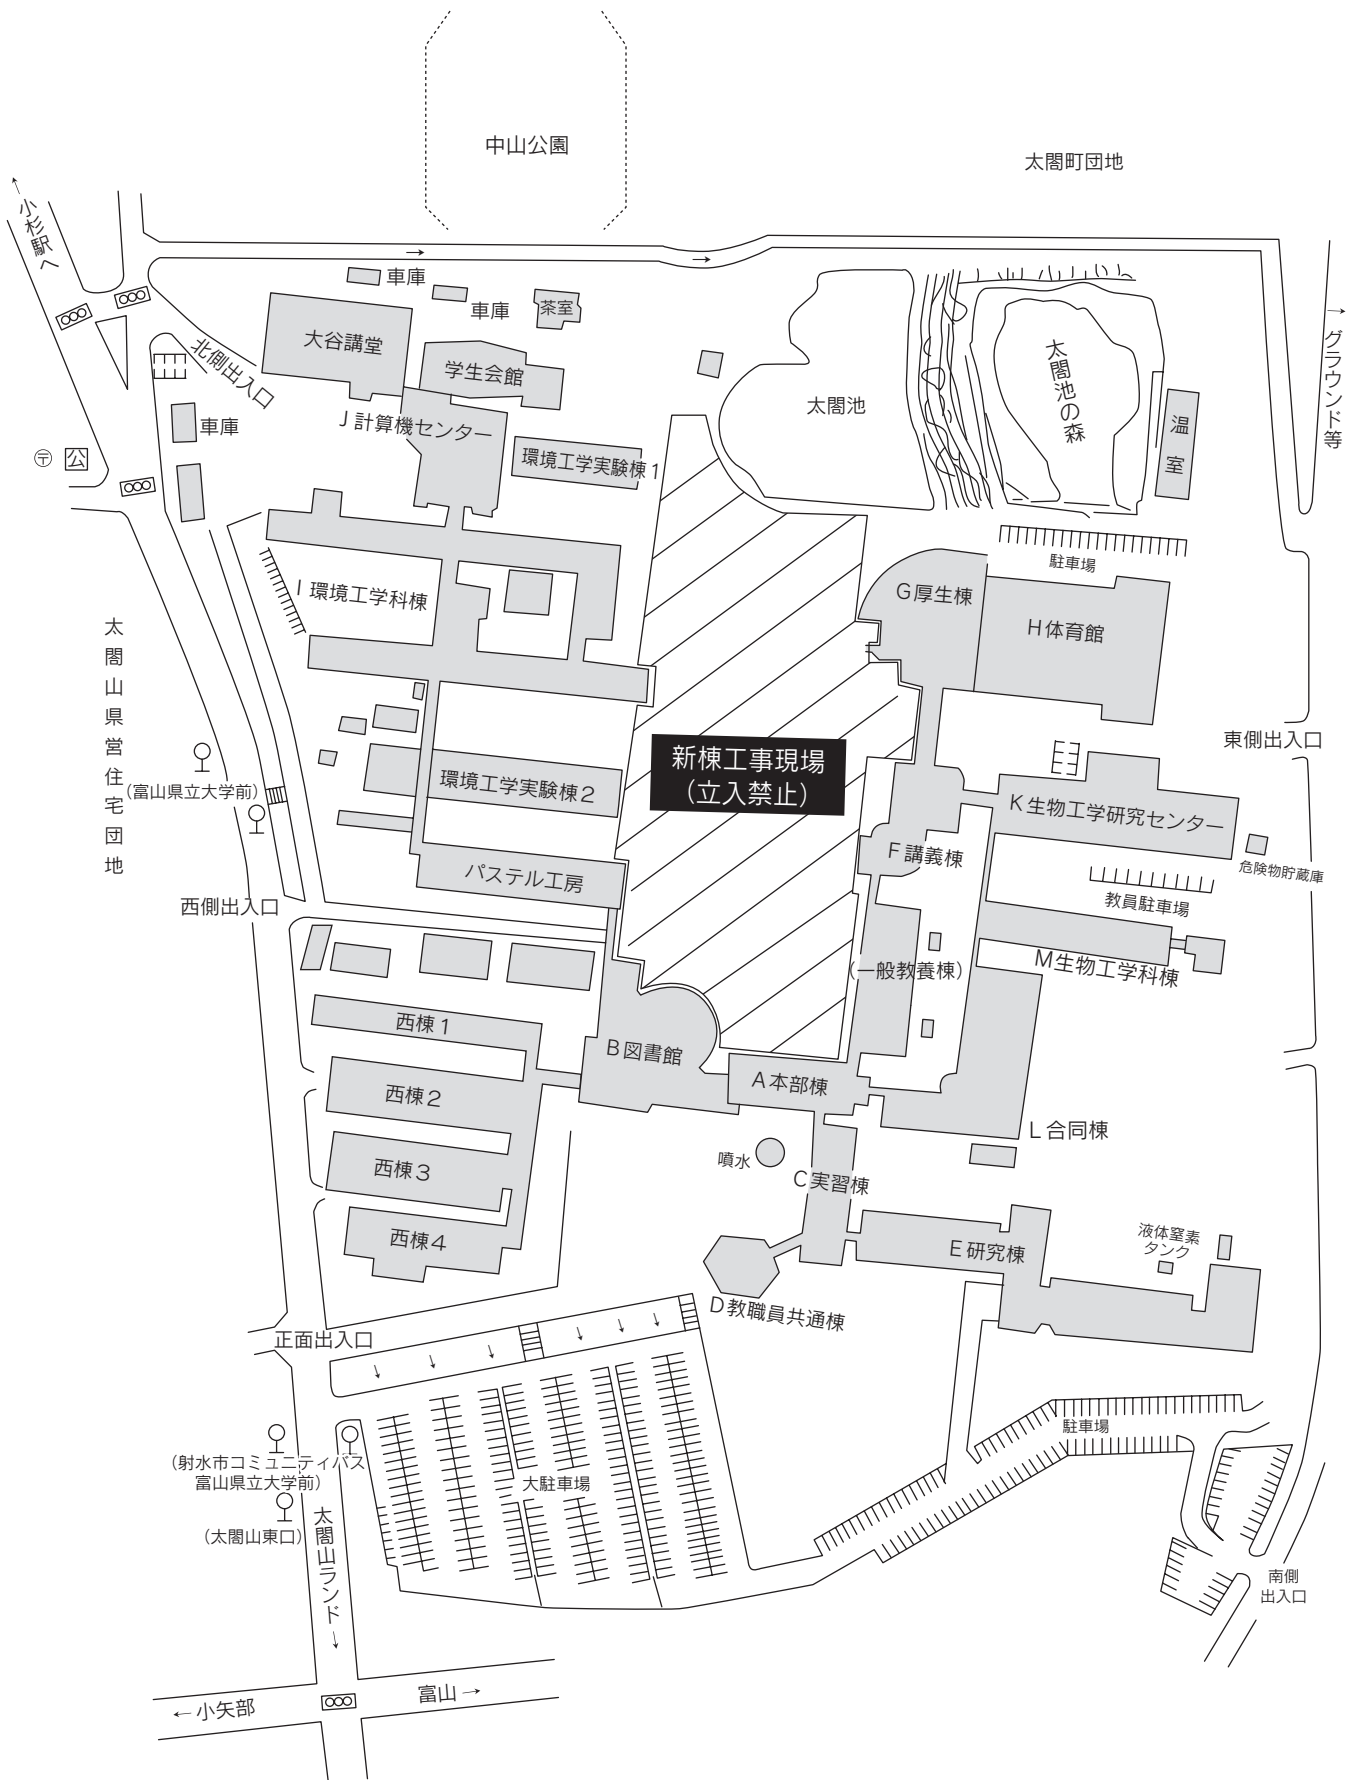 中山公園
太閤町団地
小杉駅へ
車庫
車庫
茶室
大谷講堂
学生会館
北側出入口
J計算機センター
車庫
環境工学実験棟1
太閤池
太閤池の森
温室
グラウンド等
〒 公
駐車場
I 環境工学科棟
G厚生棟
H体育館
太閤山県営住宅団地
東側出入口
新棟工事現場
(立入禁止)
(富山県立大学前)
環境工学実験棟2
K生物工学研究センター
F講義棟
危険物貯蔵庫
パステル工房
教員駐車場
西側出入口
(一般教養棟)
M生物工学科棟
西棟1
B図書館
A本部棟
西棟2
L合同棟
噴水
西棟3
C実習棟
西棟4
E研究棟
液体窒素
タンク
D教職員共通棟
正面出入口
駐車場
(射水市コミュニティバス
富山県立大学前)
大駐車場
(太閤山東口)
太閤山ランド→
南側
出入口
←小矢部
富山→